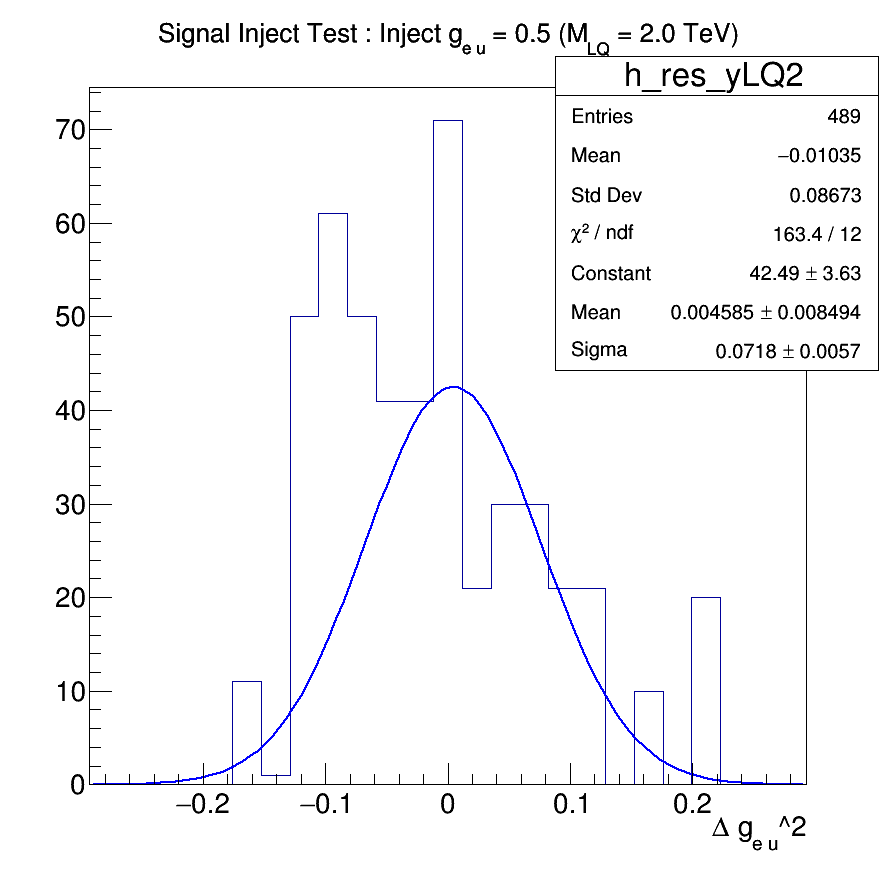 Signal Inject Test : Inject g_{e u} = 0.5 (M_{LQ} = 2.0 TeV)
h_res_yLQ2
Entries 489
Mean −0.01035
Std Dev 0.08673
χ² / ndf 163.4 / 12
Constant 42.49 ± 3.63
Mean 0.004585 ± 0.008494
Sigma 0.0718 ± 0.0057
70
60
50
40
30
20
10
0
−0.2 −0.1 0 0.1 0.2
Δ g_{e u}^2